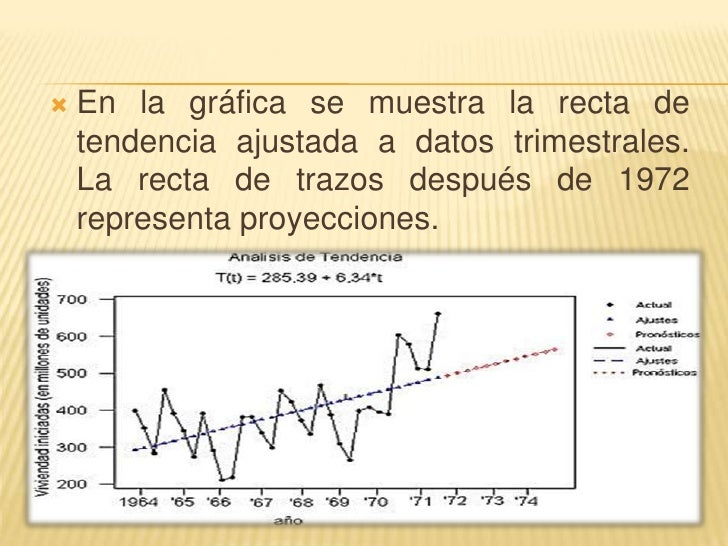 En la gráfica se muestra la recta de
tendencia ajustada a datos trimestrales.
La recta de trazos después de 1972
representa proyecciones.
Analisis de Tendencia
T(t) = 285.39 + 6.34*t
Viviendad iniciadas (en millones de unidades)
700
600
500
400
300
200
1964 '65 '66 '67 '68 '69 '70 '71 '72 '73 '74
año
Actual
Ajustes
Pronósticos
Actual
Ajustes
Pronósticos